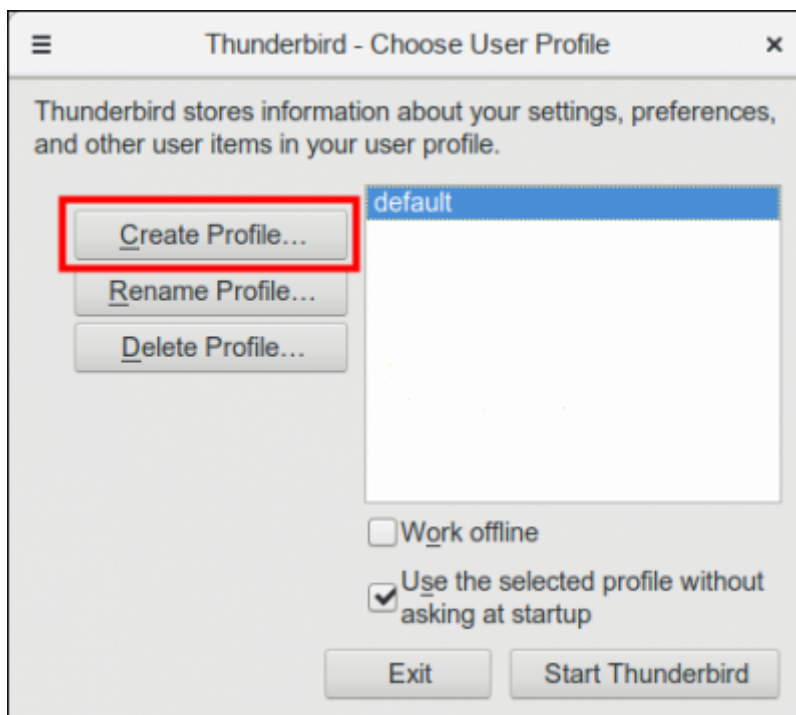 Thunderbird - Choose User Profile
Thunderbird stores information about your settings, preferences,
and other user items in your user profile.
default
Create Profile…
Rename Profile…
Delete Profile…
Work offline
Use the selected profile without
asking at startup
Exit
Start Thunderbird